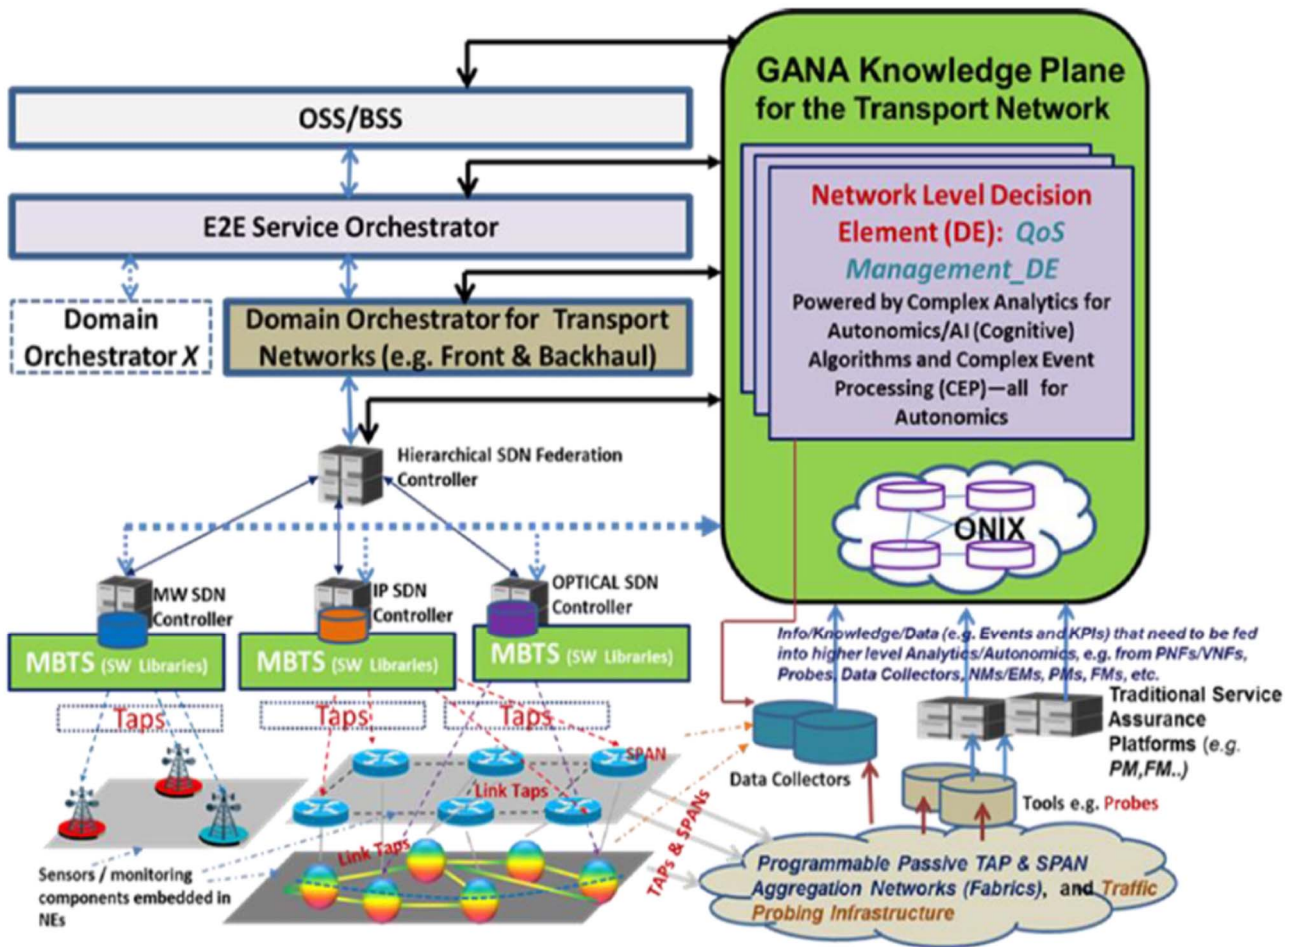 GANA Knowledge Plane
for the Transport Network
OSS/BSS
E2E Service Orchestrator
Domain
Orchestrator X
Domain Orchestrator for Transport
Networks (e.g. Front & Backhaul)
Network Level Decision
Element (DE): QoS
Management_DE
Powered by Complex Analytics for
Autonomics/AI (Cognitive)
Algorithms and Complex Event
Processing (CEP)—all for
Autonomics
Hierarchical SDN Federation
Controller
ONIX
MW SDN
Controller
IP SDN
Controller
OPTICAL SDN
Controller
MBTS (SW Libraries)
MBTS (SW Libraries)
MBTS (SW Libraries)
Taps
Taps
Taps
Info/Knowledge/Data (e.g. Events and KPIs) that need to be fed
into higher level Analytics/Autonomics, e.g. from PNFs/VNFs,
Probes, Data Collectors, NMs/EMs, PMs, FMs, etc.
Traditional Service
Assurance
Platforms (e.g.
PM,FM..)
SPAN
Data Collectors
Link Taps
Tools e.g. Probes
Link Taps
TAPs & SPANs
Sensors / monitoring
components embedded in
NEs
Programmable Passive TAP & SPAN
Aggregation Networks (Fabrics), and Traffic
Probing Infrastructure